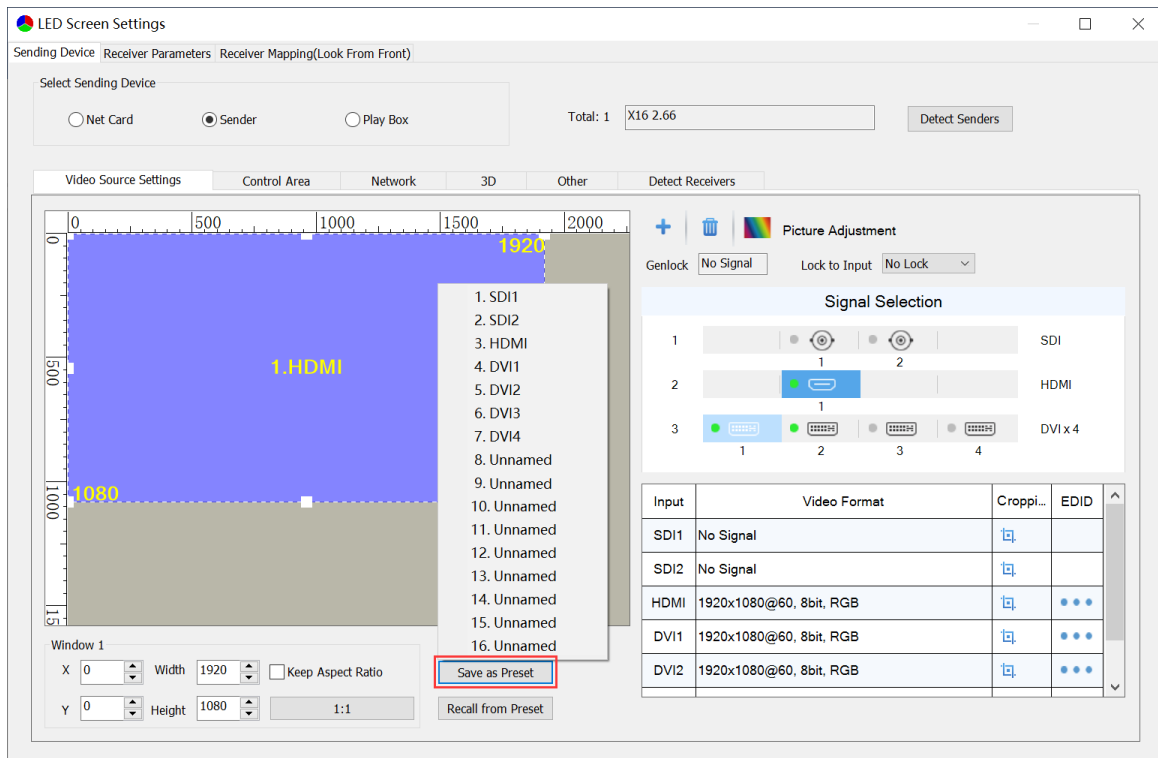 LED Screen Settings
Sending Device Receiver Parameters Receiver Mapping(Look From Front)
Select Sending Device
Net Card Sender Play Box
Total: 1 X16 2.66 Detect Senders
Video Source Settings Control Area Network 3D Other Detect Receivers
0 500 1000 1500 2000
0
500
1000
15
1920
1.HDMI
1080
1. SDI1
2. SDI2
3. HDMI
4. DVI1
5. DVI2
6. DVI3
7. DVI4
8. Unnamed
9. Unnamed
10. Unnamed
11. Unnamed
12. Unnamed
13. Unnamed
14. Unnamed
15. Unnamed
16. Unnamed
Window 1
X 0 Width 1920 Keep Aspect Ratio
Y 0 Height 1080 1:1
Save as Preset
Recall from Preset
Picture Adjustment
Genlock No Signal Lock to Input No Lock
Signal Selection
1 SDI
1 2
2 HDMI
1
3 DVI x 4
1 2 3 4
Input Video Format Croppi... EDID
SDI1 No Signal
SDI2 No Signal
HDMI 1920x1080@60, 8bit, RGB
DVI1 1920x1080@60, 8bit, RGB
DVI2 1920x1080@60, 8bit, RGB